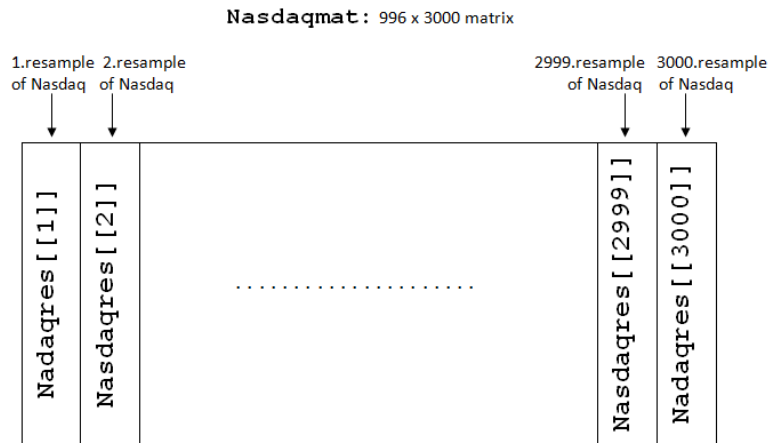 Nasdaqmat: 996 x 3000 matrix
1.resample 2.resample 2999.resample 3000.resample
of Nasdaq of Nasdaq of Nasdaq of Nasdaq
Nadaqres[[1]]
Nasdaqres[[2]]
.....................
Nasdaqres[[2999]]
Nadaqres[[3000]]